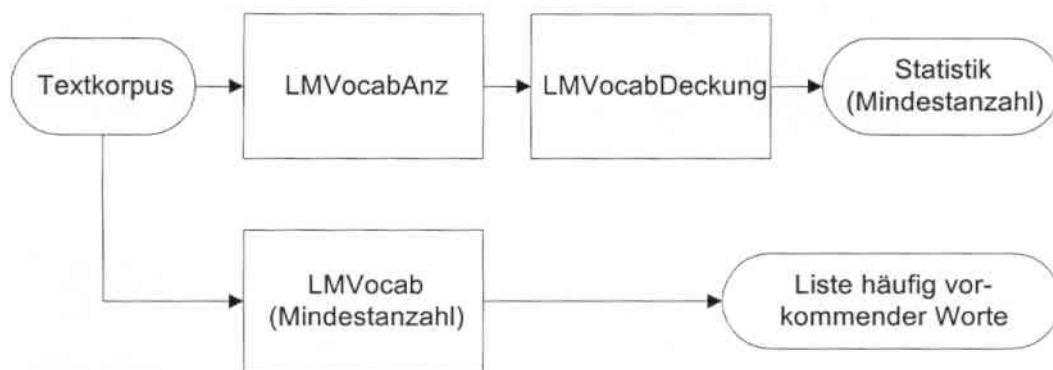 Textkorpus
LMVocabAnz
LMVocabDeckung
Statistik
(Mindestanzahl)
LMVocab
(Mindestanzahl)
Liste häufig vor-
kommender Worte